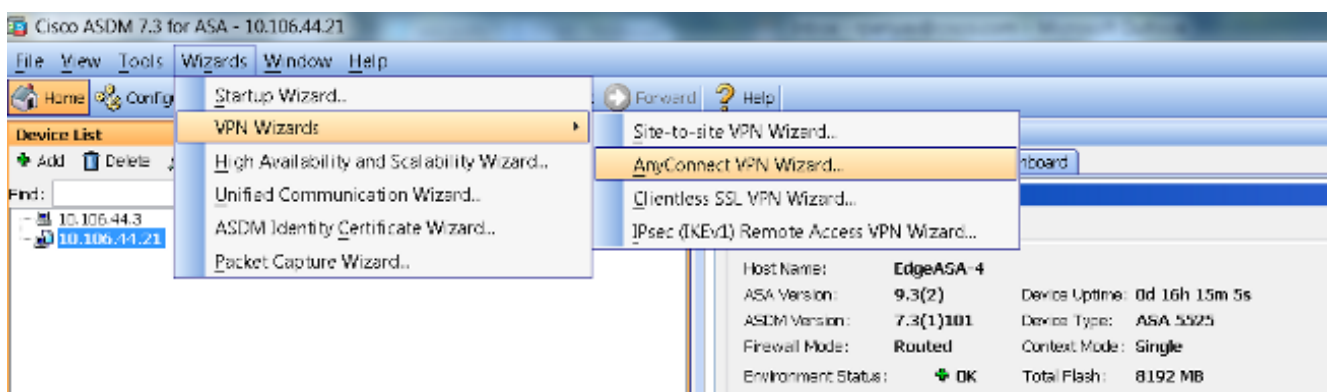 Cisco ASDM 7.3 for ASA - 10.106.44.21
File View Tools Wizards Window Help
Home Config Forward Help
Startup Wizard...
VPN Wizards
High Availability and Scalability Wizard...
Unified Communication Wizard...
ASDM Identity Certificate Wizard...
Packet Capture Wizard...
Site-to-site VPN Wizard...
AnyConnect VPN Wizard...
Clientless SSL VPN Wizard...
IPsec (IKEv1) Remote Access VPN Wizard...
Device List
Add Delete
Find:
10.106.44.3
10.106.44.21
Host Name: EdgeASA-4
ASA Version: 9.3(2) Device Uptime: 0d 16h 15m 5s
ASDM Version: 7.3(1)101 Device Type: ASA 5525
Firewall Mode: Routed Context Mode: Single
Environment Status: OK Total Flash: 8192 MB